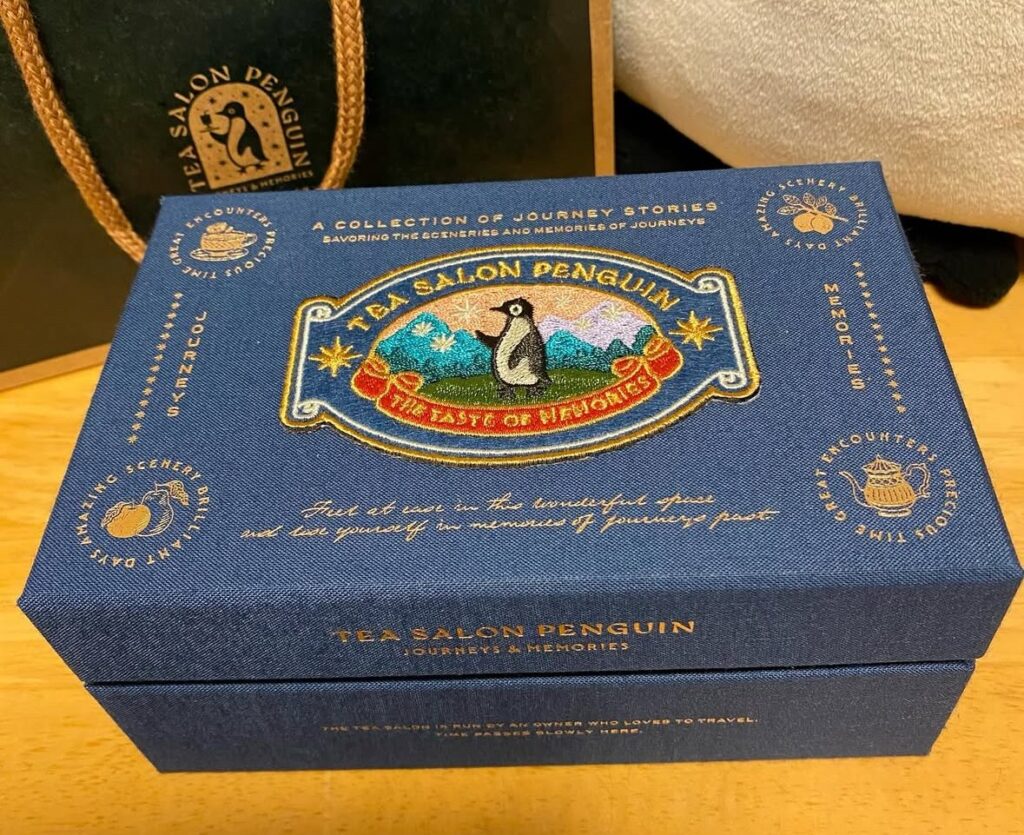 TEA SALON PENGUIN
A COLLECTION OF JOURNEY STORIES
SAVORING THE SCENERIES AND MEMORIES OF JOURNEYS
GREAT ENCOUNTERS PRECIOUS TIME
AMAZING SCENERY BRILLIANT DAYS
TEA SALON PENGUIN
THE TASTE OF MEMORIES
JOURNEYS
MEMORIES
AMAZING SCENERY BRILLIANT DAYS
GREAT ENCOUNTERS PRECIOUS TIME
Feel at ease in this wonderful space
and lose yourself in memories of journeys past.
TEA SALON PENGUIN
JOURNEYS & MEMORIES
THE TEA SALON IS RUN BY AN OWNER WHO LOVES TO TRAVEL.
TIME PASSES SLOWLY HERE.